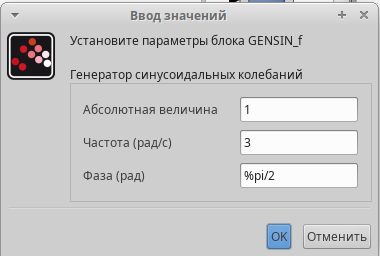 Ввод значений
Установите параметры блока GENSIN_f
Генератор синусоидальных колебаний
Абсолютная величина 1
Частота (рад/с) 3
Фаза (рад) %pi/2
OK Отменить